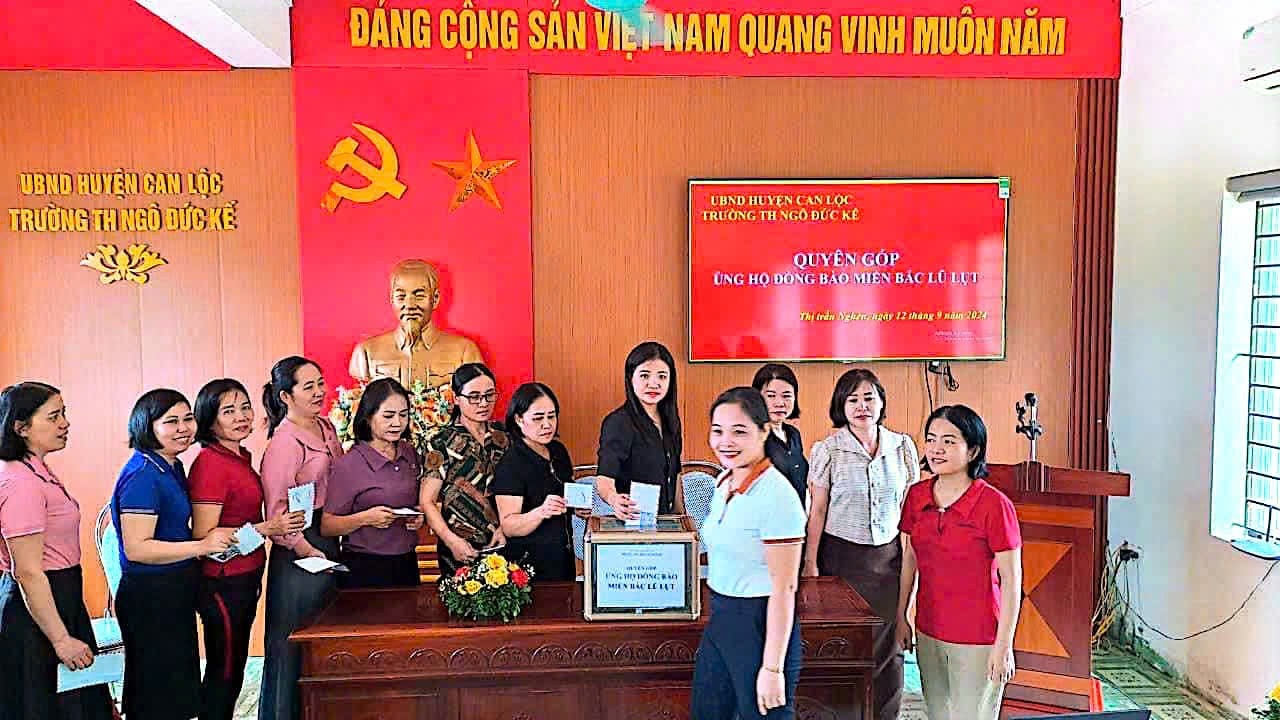 ĐẢNG CỘNG SẢN VIỆT NAM QUANG VINH MUÔN NĂM
UBND HUYỆN CAN LỘC
TRƯỜNG TH NGÔ ĐỨC KẾ
UBND HUYỆN CAN LỘC
TRƯỜNG TH NGÔ ĐỨC KẾ
QUYÊN GÓP
ỦNG HỘ ĐỒNG BÀO MIỀN BẮC LŨ LỤT
Thị trấn Nghèn, ngày 12 tháng 9 năm 2024
QUYÊN GÓP
ỦNG HỘ ĐỒNG BÀO
MIỀN BẮC LŨ LỤT